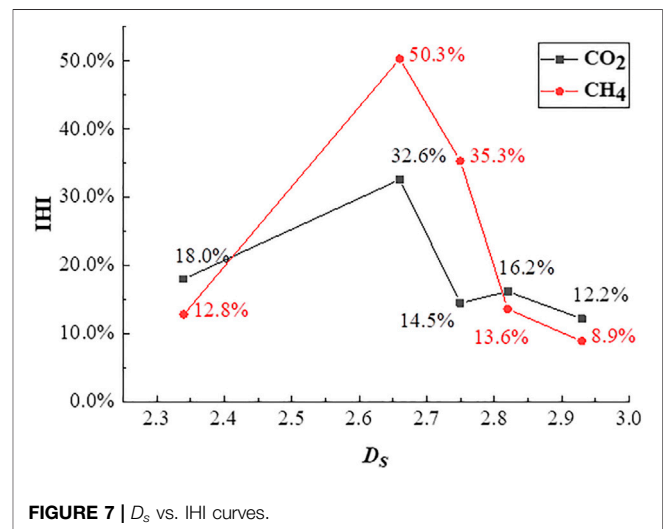 50.0%
40.0%
30.0%
20.0%
10.0%
0.0%
IHI
CO2
CH4
50.3%
32.6%
35.3%
18.0%
16.2%
12.2%
12.8%
14.5%
13.6%
8.9%
2.3 2.4 2.5 2.6 2.7 2.8 2.9 3.0
DS
FIGURE 7 | Ds vs. IHI curves.